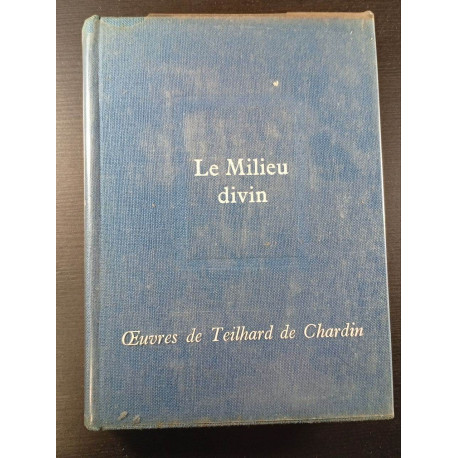 Le Milieu
divin
Œuvres de Teilhard de Chardin